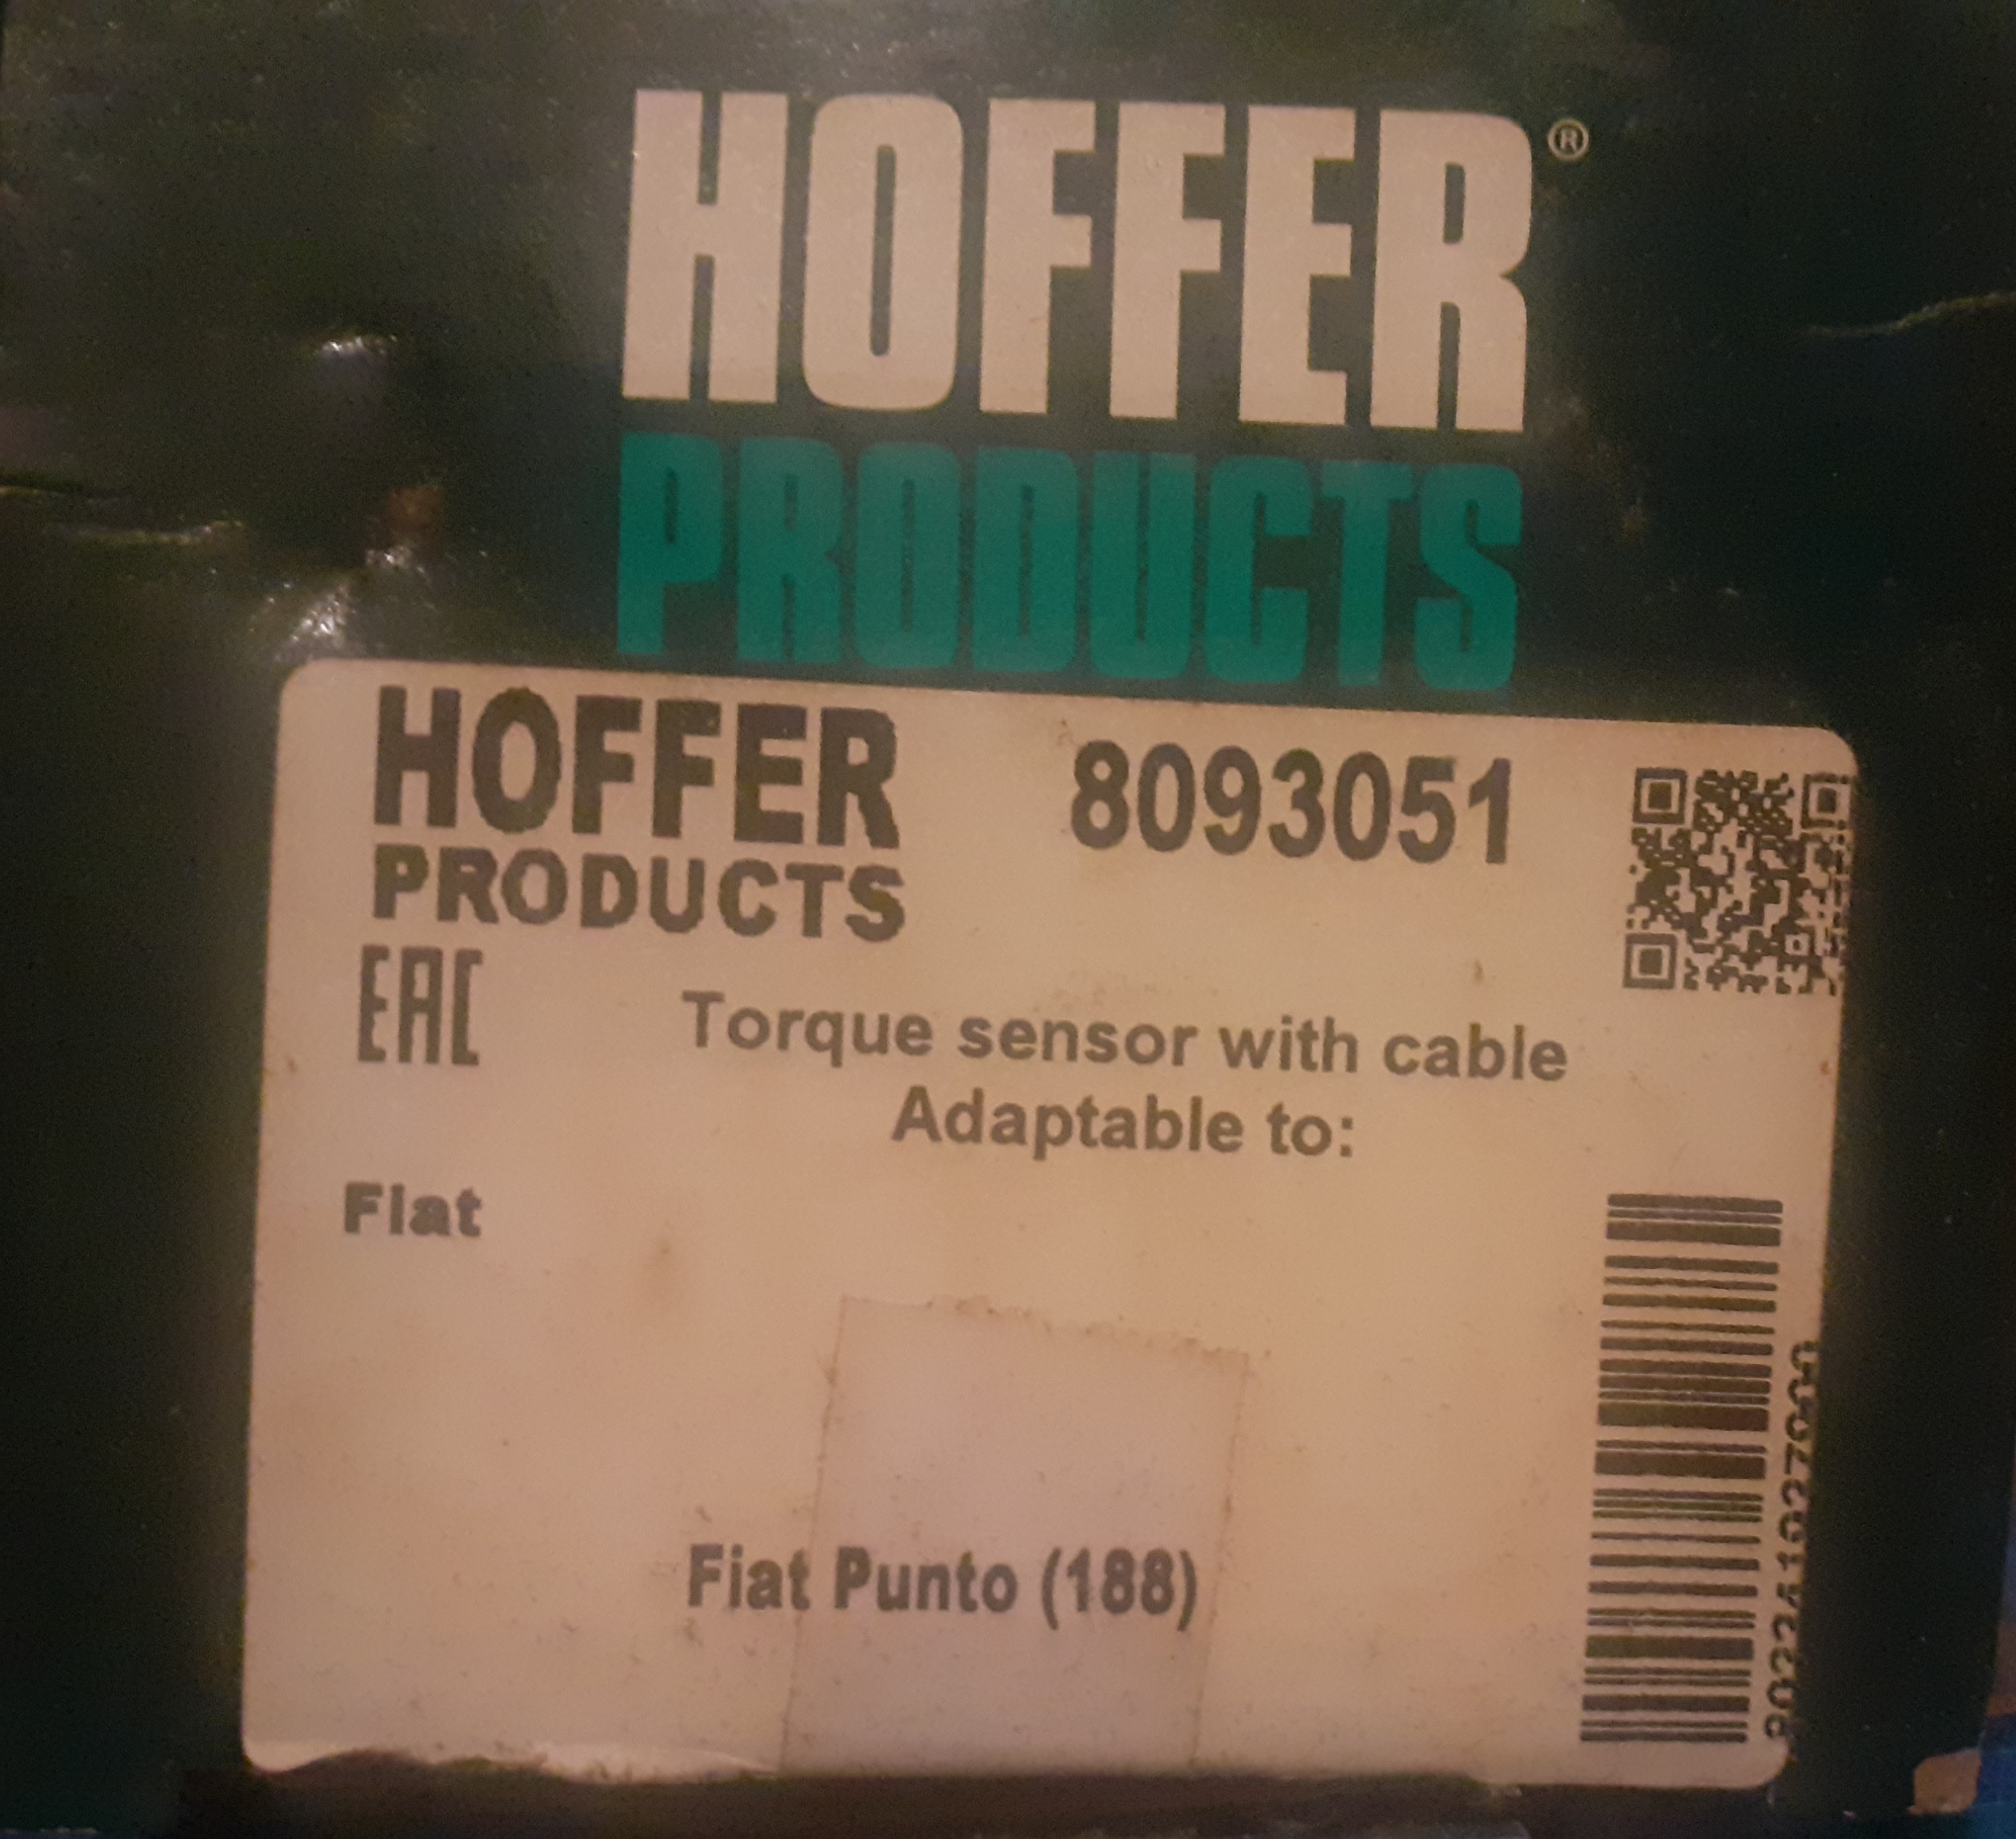 HOFFER®
PRODUCTS
HOFFER 8093051
PRODUCTS
EAC
Torque sensor with cable
Adaptable to:
Fiat
Fiat Punto (188)